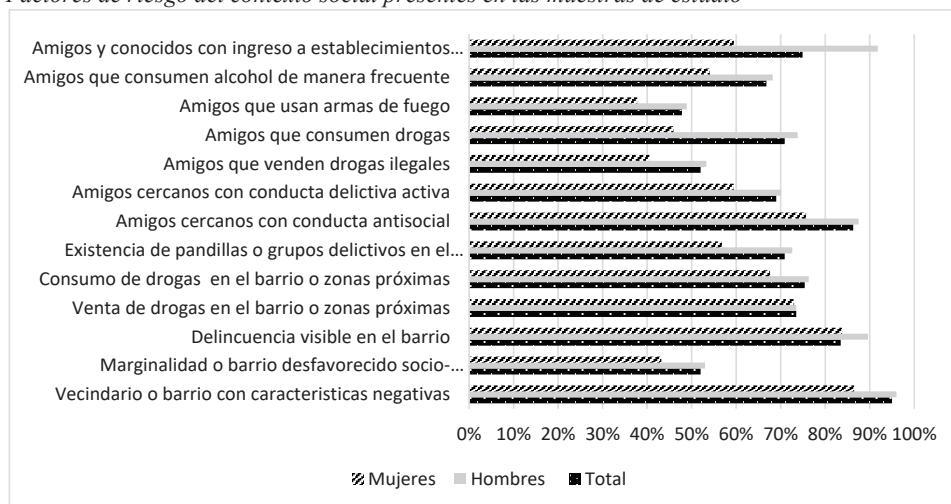 Factores de riesgo del contexto social presentes en las muestras de estudio
Amigos y conocidos con ingreso a establecimientos...
Amigos que consumen alcohol de manera frecuente
Amigos que usan armas de fuego
Amigos que consumen drogas
Amigos que venden drogas ilegales
Amigos cercanos con conducta delictiva activa
Amigos cercanos con conducta antisocial
Existencia de pandillas o grupos delictivos en el...
Consumo de drogas en el barrio o zonas próximas
Venta de drogas en el barrio o zonas próximas
Delincuencia visible en el barrio
Marginalidad o barrio desfavorecido socio-...
Vecindario o barrio con caracteristicas negativas
0% 10% 20% 30% 40% 50% 60% 70% 80% 90% 100%
Mujeres Hombres Total